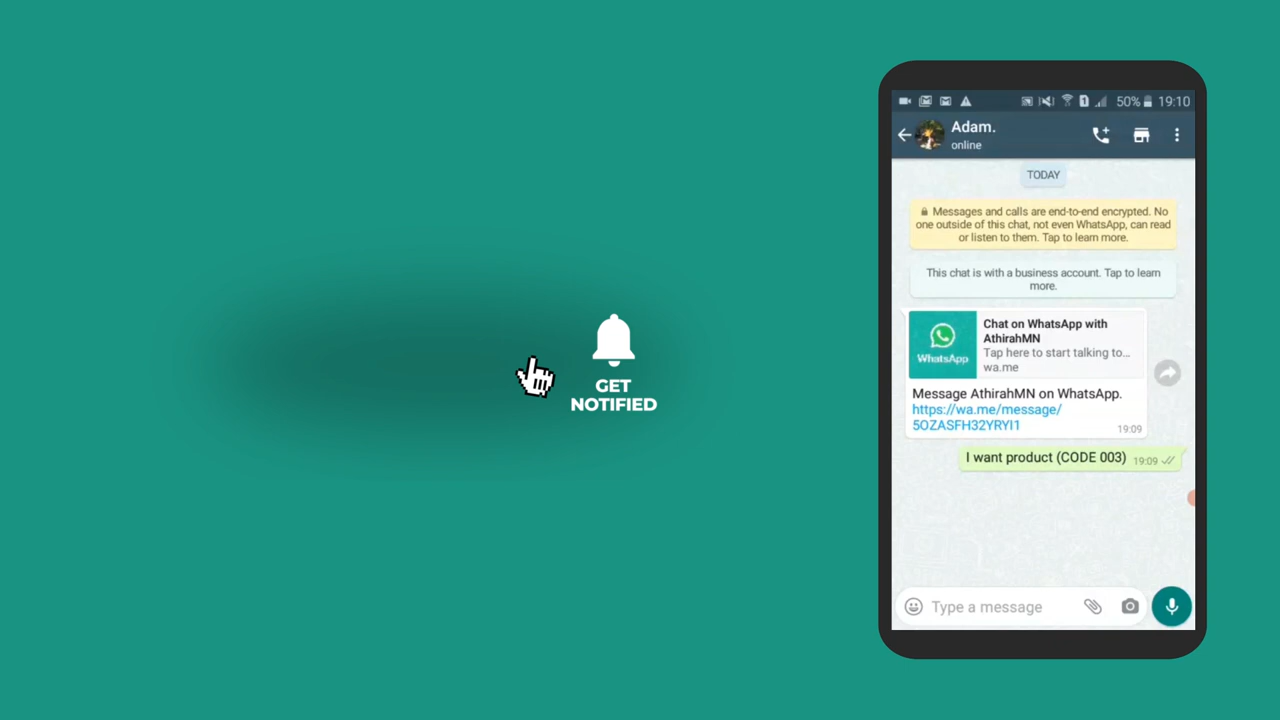 GET
NOTIFIED
50% 19:10
Adam.
online
TODAY
Messages and calls are end-to-end encrypted. No
one outside of this chat, not even WhatsApp, can read
or listen to them. Tap to learn more.
This chat is with a business account. Tap to learn
more.
WhatsApp
Chat on WhatsApp with
AthirahMN
Tap here to start talking to...
wa.me
Message AthirahMN on WhatsApp.
https://wa.me/message/
5OZASFH32YRYI1
19:09
I want product (CODE 003) 19:09
Type a message